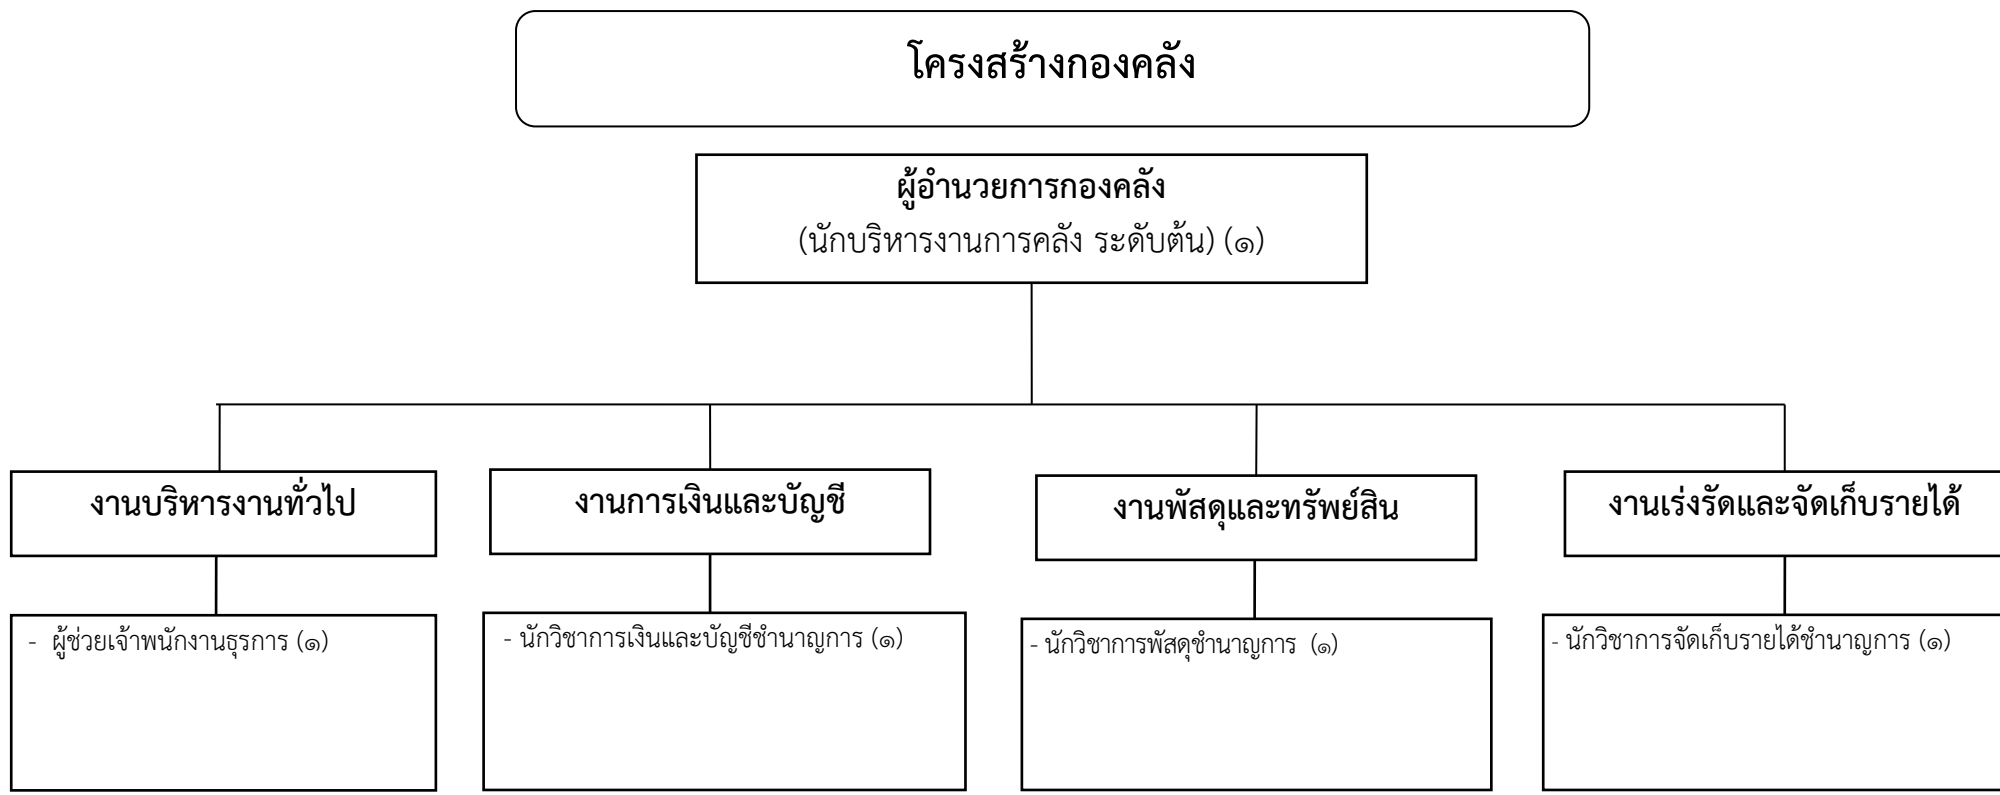 โครงสร้างกองคลัง
ผู้อำนวยการกองคลัง
(นักบริหารงานการคลัง ระดับต้น) (๑)
งานบริหารงานทั่วไป
งานการเงินและบัญชี
งานพัสดุและทรัพย์สิน
งานเร่งรัดและจัดเก็บรายได้
- ผู้ช่วยเจ้าพนักงานธุรการ (๑)
- นักวิชาการเงินและบัญชีชำนาญการ (๑)
- นักวิชาการพัสดุชำนาญการ (๑)
- นักวิชาการจัดเก็บรายได้ชำนาญการ (๑)